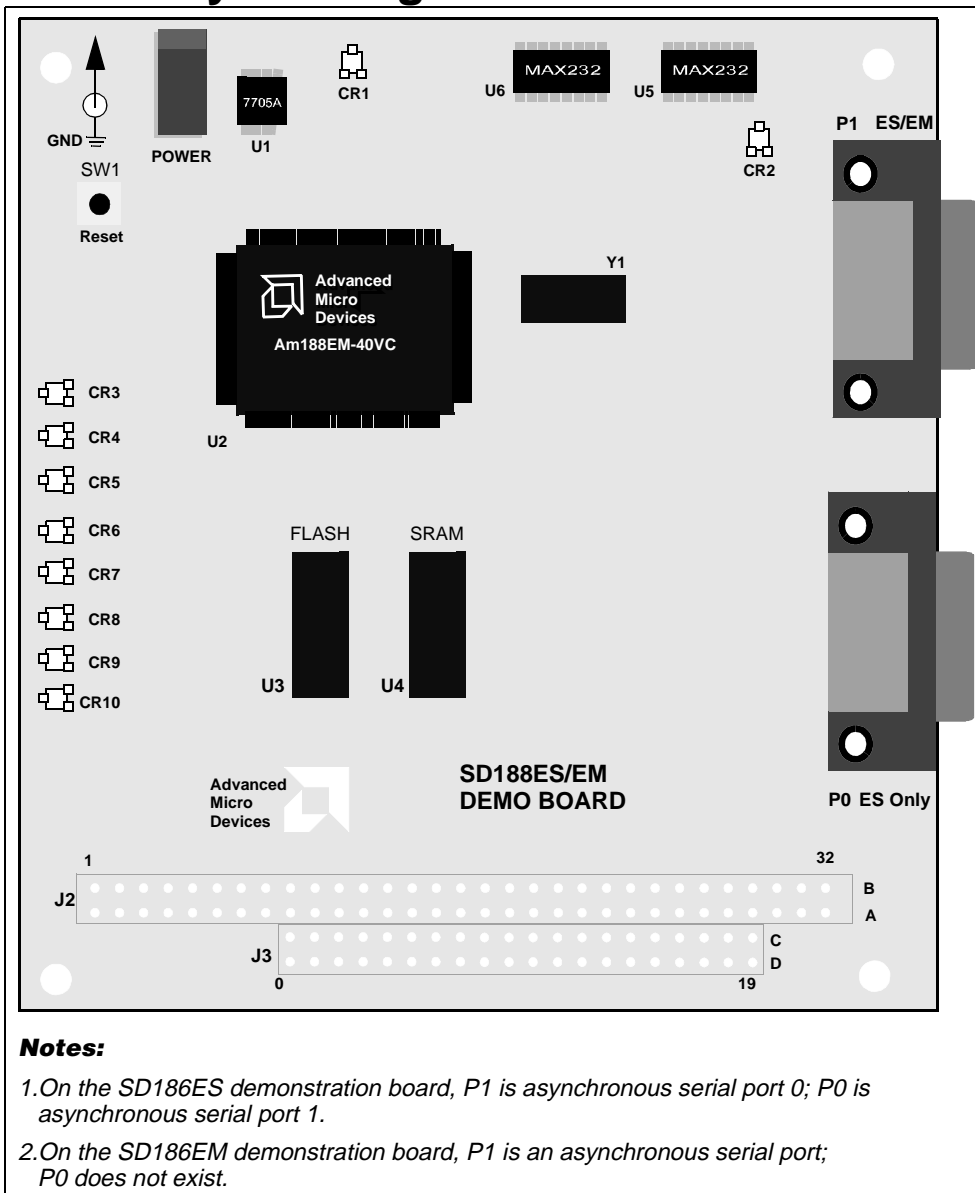 MAX232
MAX232
U6
U5
CR1
7705A
P1 ES/EM
GND
U1
POWER
CR2
SW1
Reset
Y1
Advanced
Micro
Devices
Am188EM-40VC
CR3
CR4
U2
CR5
CR6
FLASH
SRAM
CR7
CR8
CR9
U3
U4
CR10
SD188ES/EM
DEMO BOARD
Advanced
Micro
Devices
P0 ES Only
1
32
J2
B
A
J3
C
D
0
19
Notes:
1.On the SD186ES demonstration board, P1 is asynchronous serial port 0; P0 is
asynchronous serial port 1.
2.On the SD186EM demonstration board, P1 is an asynchronous serial port;
P0 does not exist.